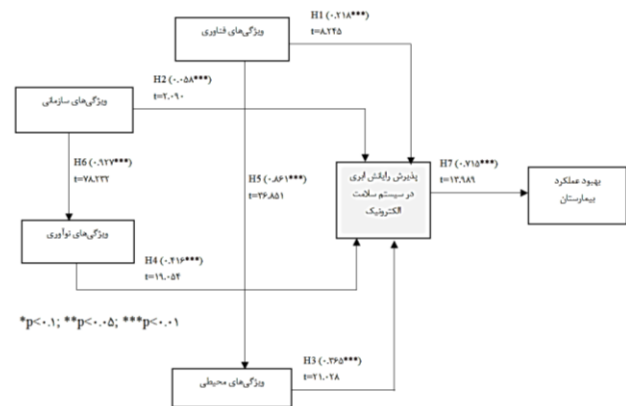 H1 (۰.۲۱۸***)
t=۸.۲۴۵
ویژگی‌های فناوری
H2 (۰.۰۵۸***)
t=۲.۰۹۰
ویژگی‌های سازمانی
H6 (۰.۹۲۷***)
t=۷۸.۲۳۲
H5 (۰.۸۶۱***)
t=۳۶.۸۵۱
پذیرش رایانش ابری
در سیستم سلامت
الکترونیک
H7 (۰.۷۱۵***)
t=۱۳.۹۸۹
بهبود عملکرد
بیمارستان
ویژگی‌های نوآوری
H4 (۰.۴۱۶***)
t=۱۹.۰۵۴
*p<۰.۱; **p<۰.۰۵; ***p<۰.۰۱
H3 (۰.۳۶۵***)
t=۲۱.۰۲۸
ویژگی‌های محیطی